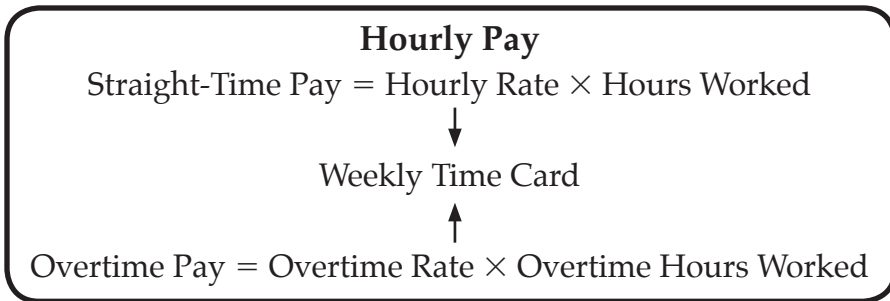 Hourly Pay
Straight-Time Pay = Hourly Rate × Hours Worked
Weekly Time Card
Overtime Pay = Overtime Rate × Overtime Hours Worked